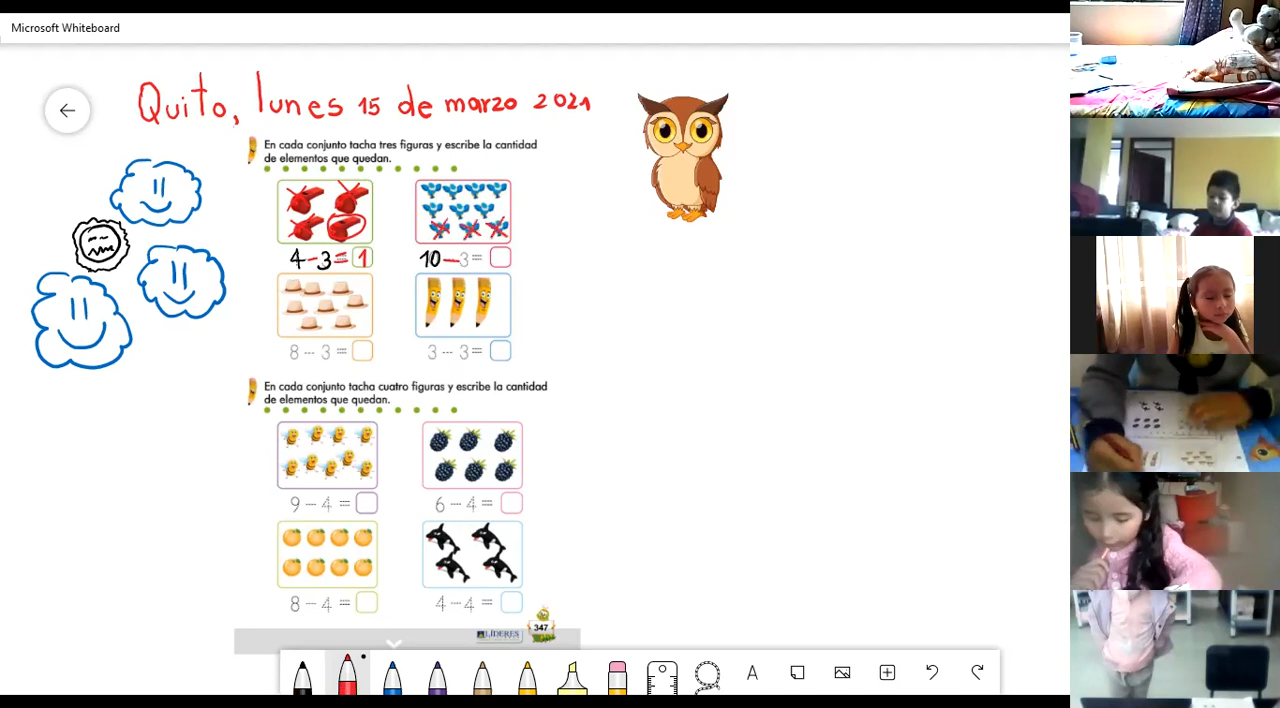 Microsoft Whiteboard
Quito, lunes 15 de marzo 2021
En cada conjunto tacha tres figuras y escribe la cantidad
de elementos que quedan.
4 - 3 = 1
10 - 3 =
8 - 3 =
3 - 3 =
En cada conjunto tacha cuatro figuras y escribe la cantidad
de elementos que quedan.
9 - 4 =
6 - 4 =
8 - 4 =
4 - 4 =
LÍDERES
347
A